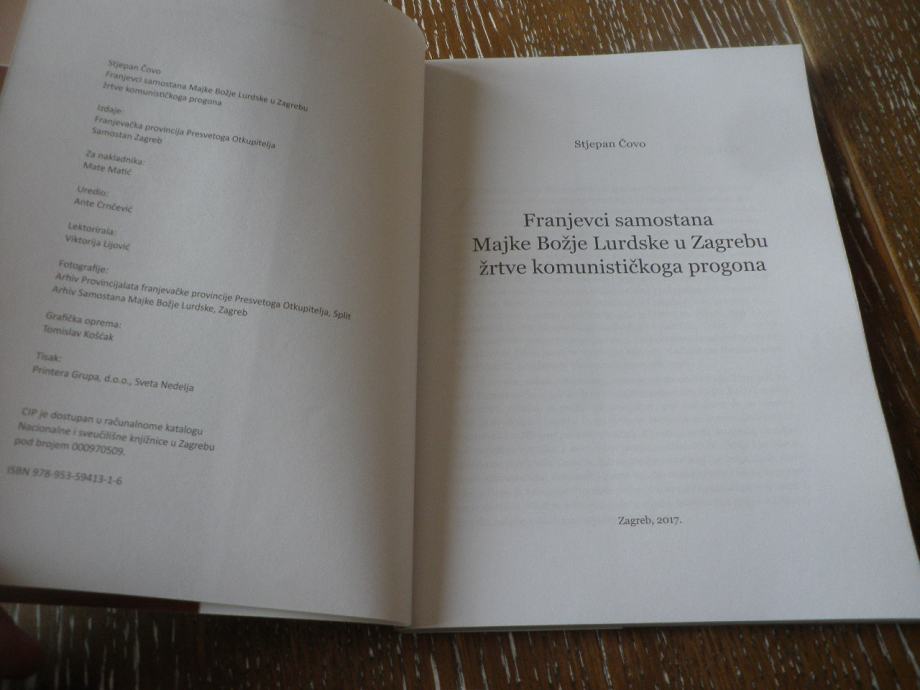 Stjepan Čovo
Franjevci samostana Majke Božje Lurdske u Zagrebu
žrtve komunističkoga progona
Izdaje:
Franjevačka provincija Presvetoga Otkupitelja
Samostan Zagreb
Za nakladnika:
Mate Matić
Uredio:
Ante Crnčević
Lektorirala:
Viktorija Lijović
Fotografije:
Arhiv Provincijalata franjevačke provincije Presvetoga Otkupitelja, Split
Arhiv Samostana Majke Božje Lurdske, Zagreb
Grafička oprema:
Tomislav Košćak
Tisak:
Printera Grupa, d.o.o., Sveta Nedelja
CIP je dostupan u računalnome katalogu
Nacionalne i sveučilišne knjižnice u Zagrebu
pod brojem 000970509.
ISBN 978-953-59413-1-6
Stjepan Čovo
Franjevci samostana
Majke Božje Lurdske u Zagrebu
žrtve komunističkoga progona
Zagreb, 2017.